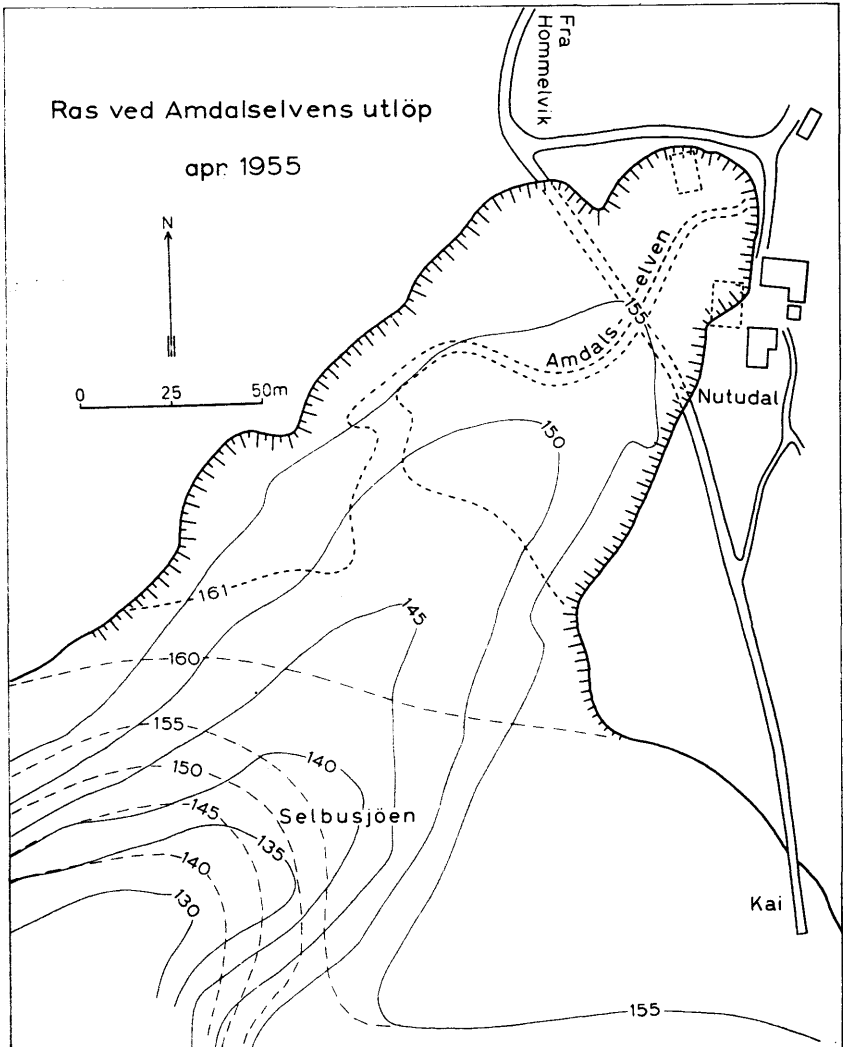 Fra
Hommelvik
Ras ved Amdalselvens utlöp
apr. 1955
N
0 25 50m
Amdals elven
155
Nutudal
150
161
145
160
155
150
140
145
Selbusjöen
135
140
130
Kai
155